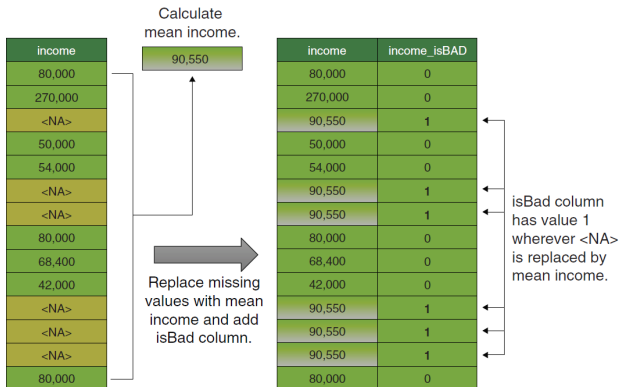 Calculate
mean income.
90,550
income
80,000
270,000
<NA>
50,000
54,000
<NA>
<NA>
80,000
68,400
42,000
<NA>
<NA>
<NA>
80,000
Replace missing
values with mean
income and add
isBad column.
income income_isBAD
80,000 0
270,000 0
90,550 1
50,000 0
54,000 0
90,550 1
90,550 1
80,000 0
68,400 0
42,000 0
90,550 1
90,550 1
90,550 1
80,000 0
isBad column
has value 1
wherever <NA>
is replaced by
mean income.